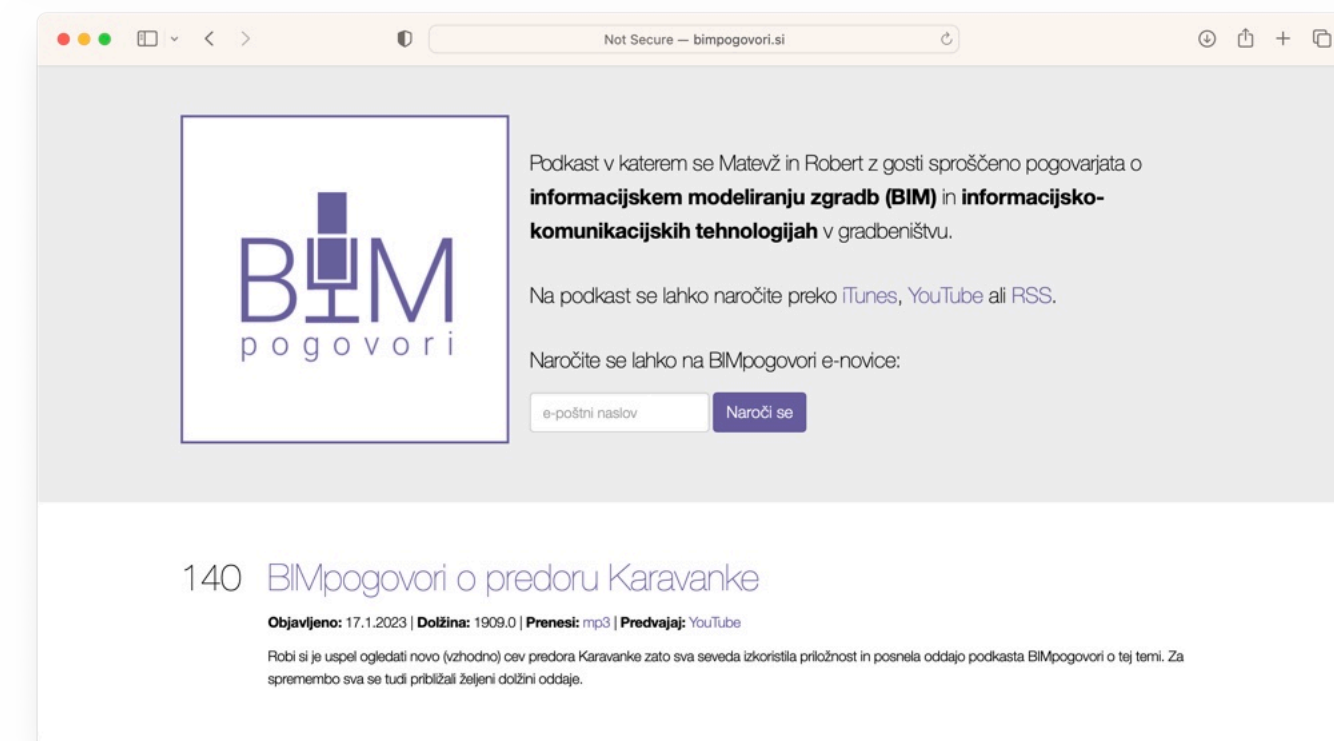 Not Secure — bimpogovori.si
BIM
pogovori
Podkast v katerem se Matevž in Robert z gosti sproščeno pogovarjata o
informacijskem modeliranju zgradb (BIM) in informacijsko-
komunikacijskih tehnologijah v gradbeništvu.
Na podkast se lahko naročite preko iTunes, YouTube ali RSS.
Naročite se lahko na BIMpogovori e-novice:
e-poštni naslov
Naroči se
140 BIMpogovori o predoru Karavanke
Objavljeno: 17.1.2023 | Dolžina: 1909.0 | Prenesi: mp3 | Predvajaj: YouTube
Robi si je uspel ogledati novo (vzhodno) cev predora Karavanke zato sva seveda izkoristila priložnost in posnela oddajo podkasta BIMpogovori o tej temi. Za
spremembo sva se tudi približali željeni dolžini oddaje.